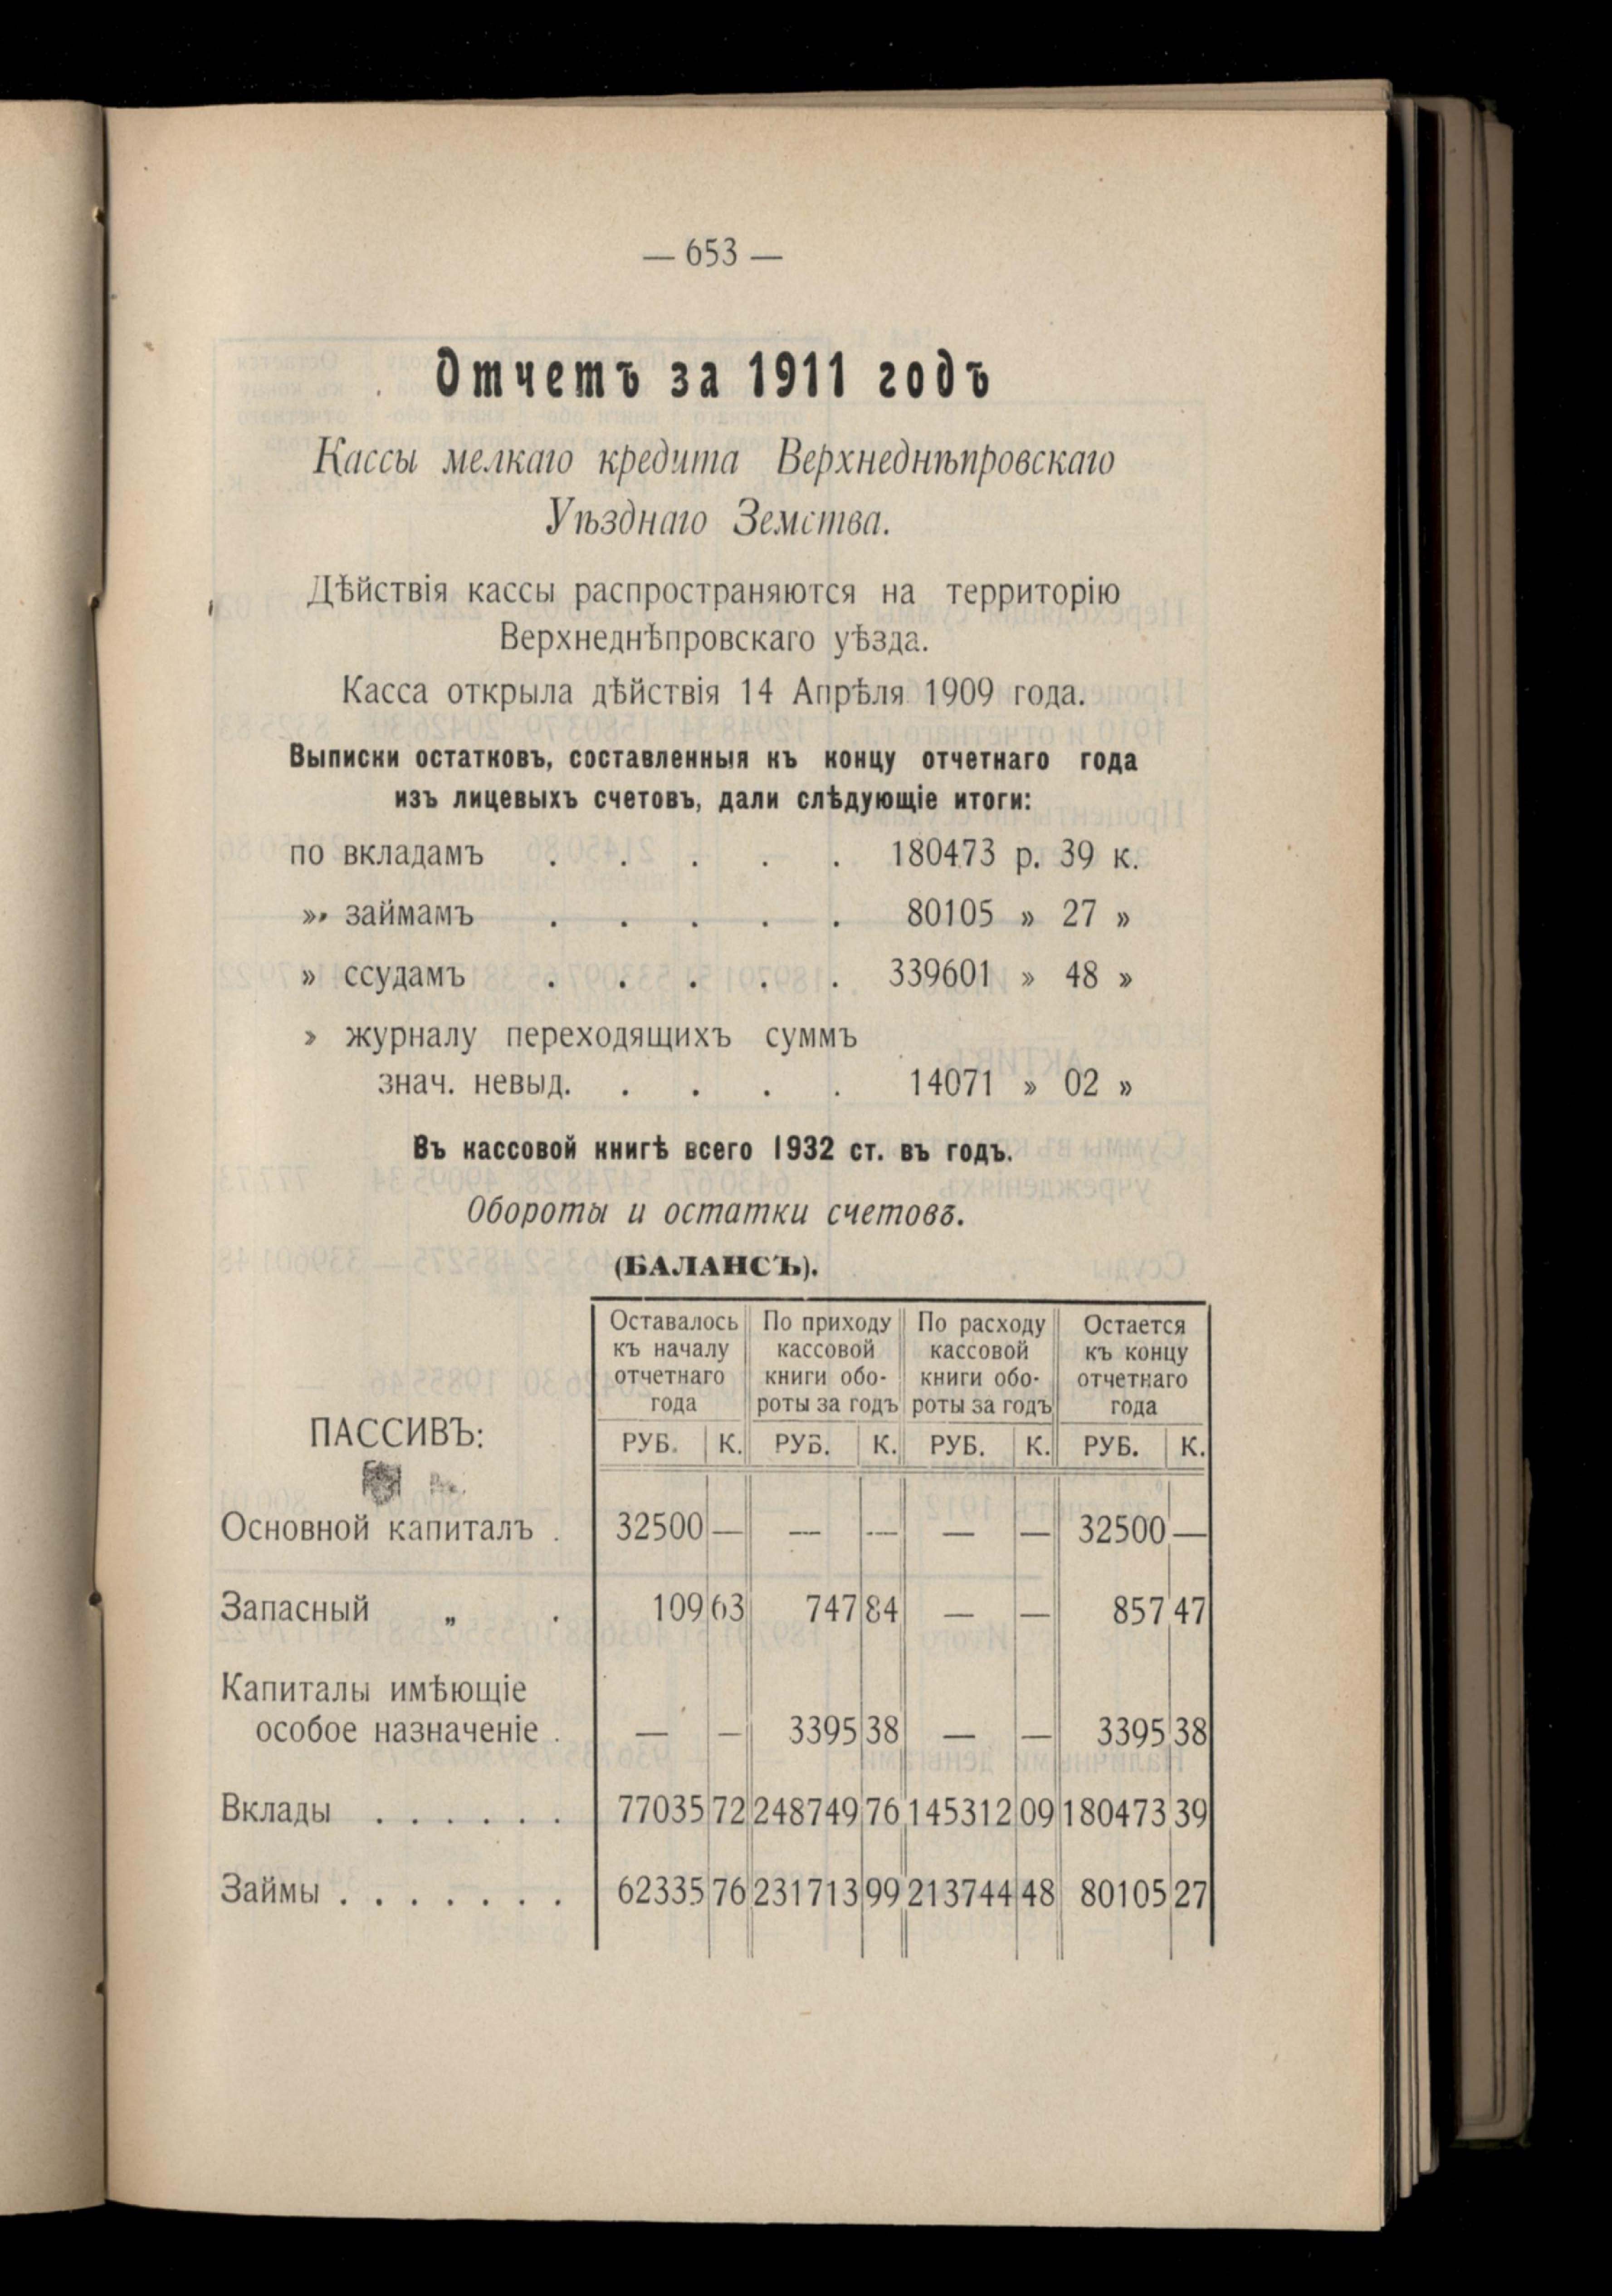 — 653 —
Отчетъ за 1911 годъ
Кассы мелкаго кредита Верхнеднѣпровскаго
Уѣзднаго Земства.
Дѣйствія кассы распространяются на территорію
Верхнеднѣпровскаго уѣзда.
Касса открыла дѣйствія 14 Апрѣля 1909 года.
Выписки остатковъ, составленныя къ концу отчетнаго года
изъ лицевыхъ счетовъ, дали слѣдующіе итоги:
по вкладамъ . . . . . 180473 р. 39 к.
» займамъ . . . . . 80105 » 27 »
» ссудамъ . . . . . 339601 » 48 »
» журналу переходящихъ суммъ
знач. невыд. . . . . 14071 » 02 »
Въ кассовой книгѣ всего 1932 ст. въ годъ.
Обороты и остатки счетовъ.
(БАЛАНСЪ).
Оставалось По приходу По расходу Остается
къ началу кассовой кассовой къ концу
отчетнаго книги обо- книги обо- отчетнаго
года роты за годъ роты за годъ года
ПАССИВЪ:
РУБ. К. РУБ. К. РУБ. К. РУБ. К.
Основной капиталъ . 32500 — — — — — 32500 —
Запасный „ . 109 63 747 84 — — 857 47
Капиталы имѣющіе
особое назначеніе . — — 3395 38 — — 3395 38
Вклады . . . . . . 77035 72 248749 76 145312 09 180473 39
Займы . . . . . . . 62335 76 231713 99 213744 48 80105 27